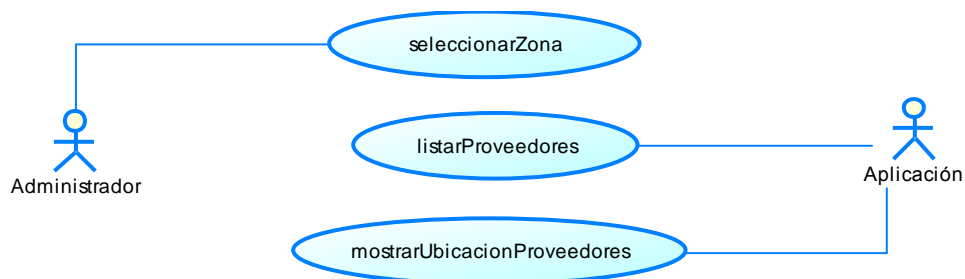 seleccionarZona
listarProveedores
Aplicación
Administrador
mostrarUbicacionProveedores